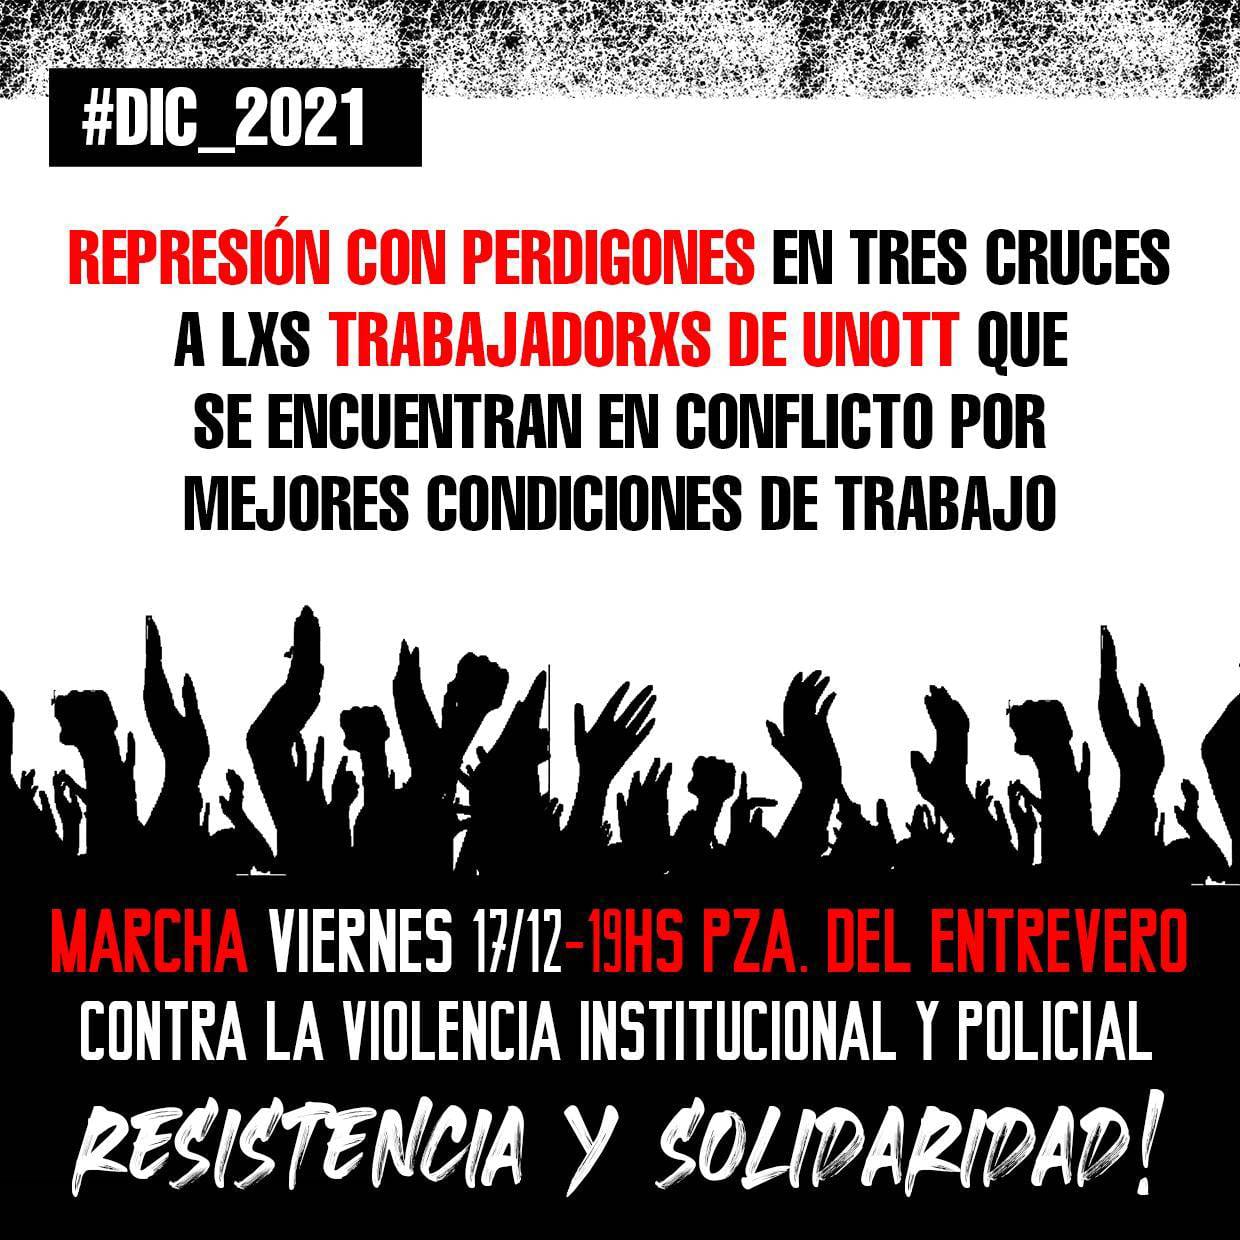 #DIC_2021
REPRESIÓN CON PERDIGONES EN TRES CRUCES
A LXS TRABAJADORXS DE UNOTT QUE
SE ENCUENTRAN EN CONFLICTO POR
MEJORES CONDICIONES DE TRABAJO
MARCHA VIERNES 17/12-19HS PZA. DEL ENTREVERO
CONTRA LA VIOLENCIA INSTITUCIONAL Y POLICIAL
RESISTENCIA Y SOLIDARIDAD!